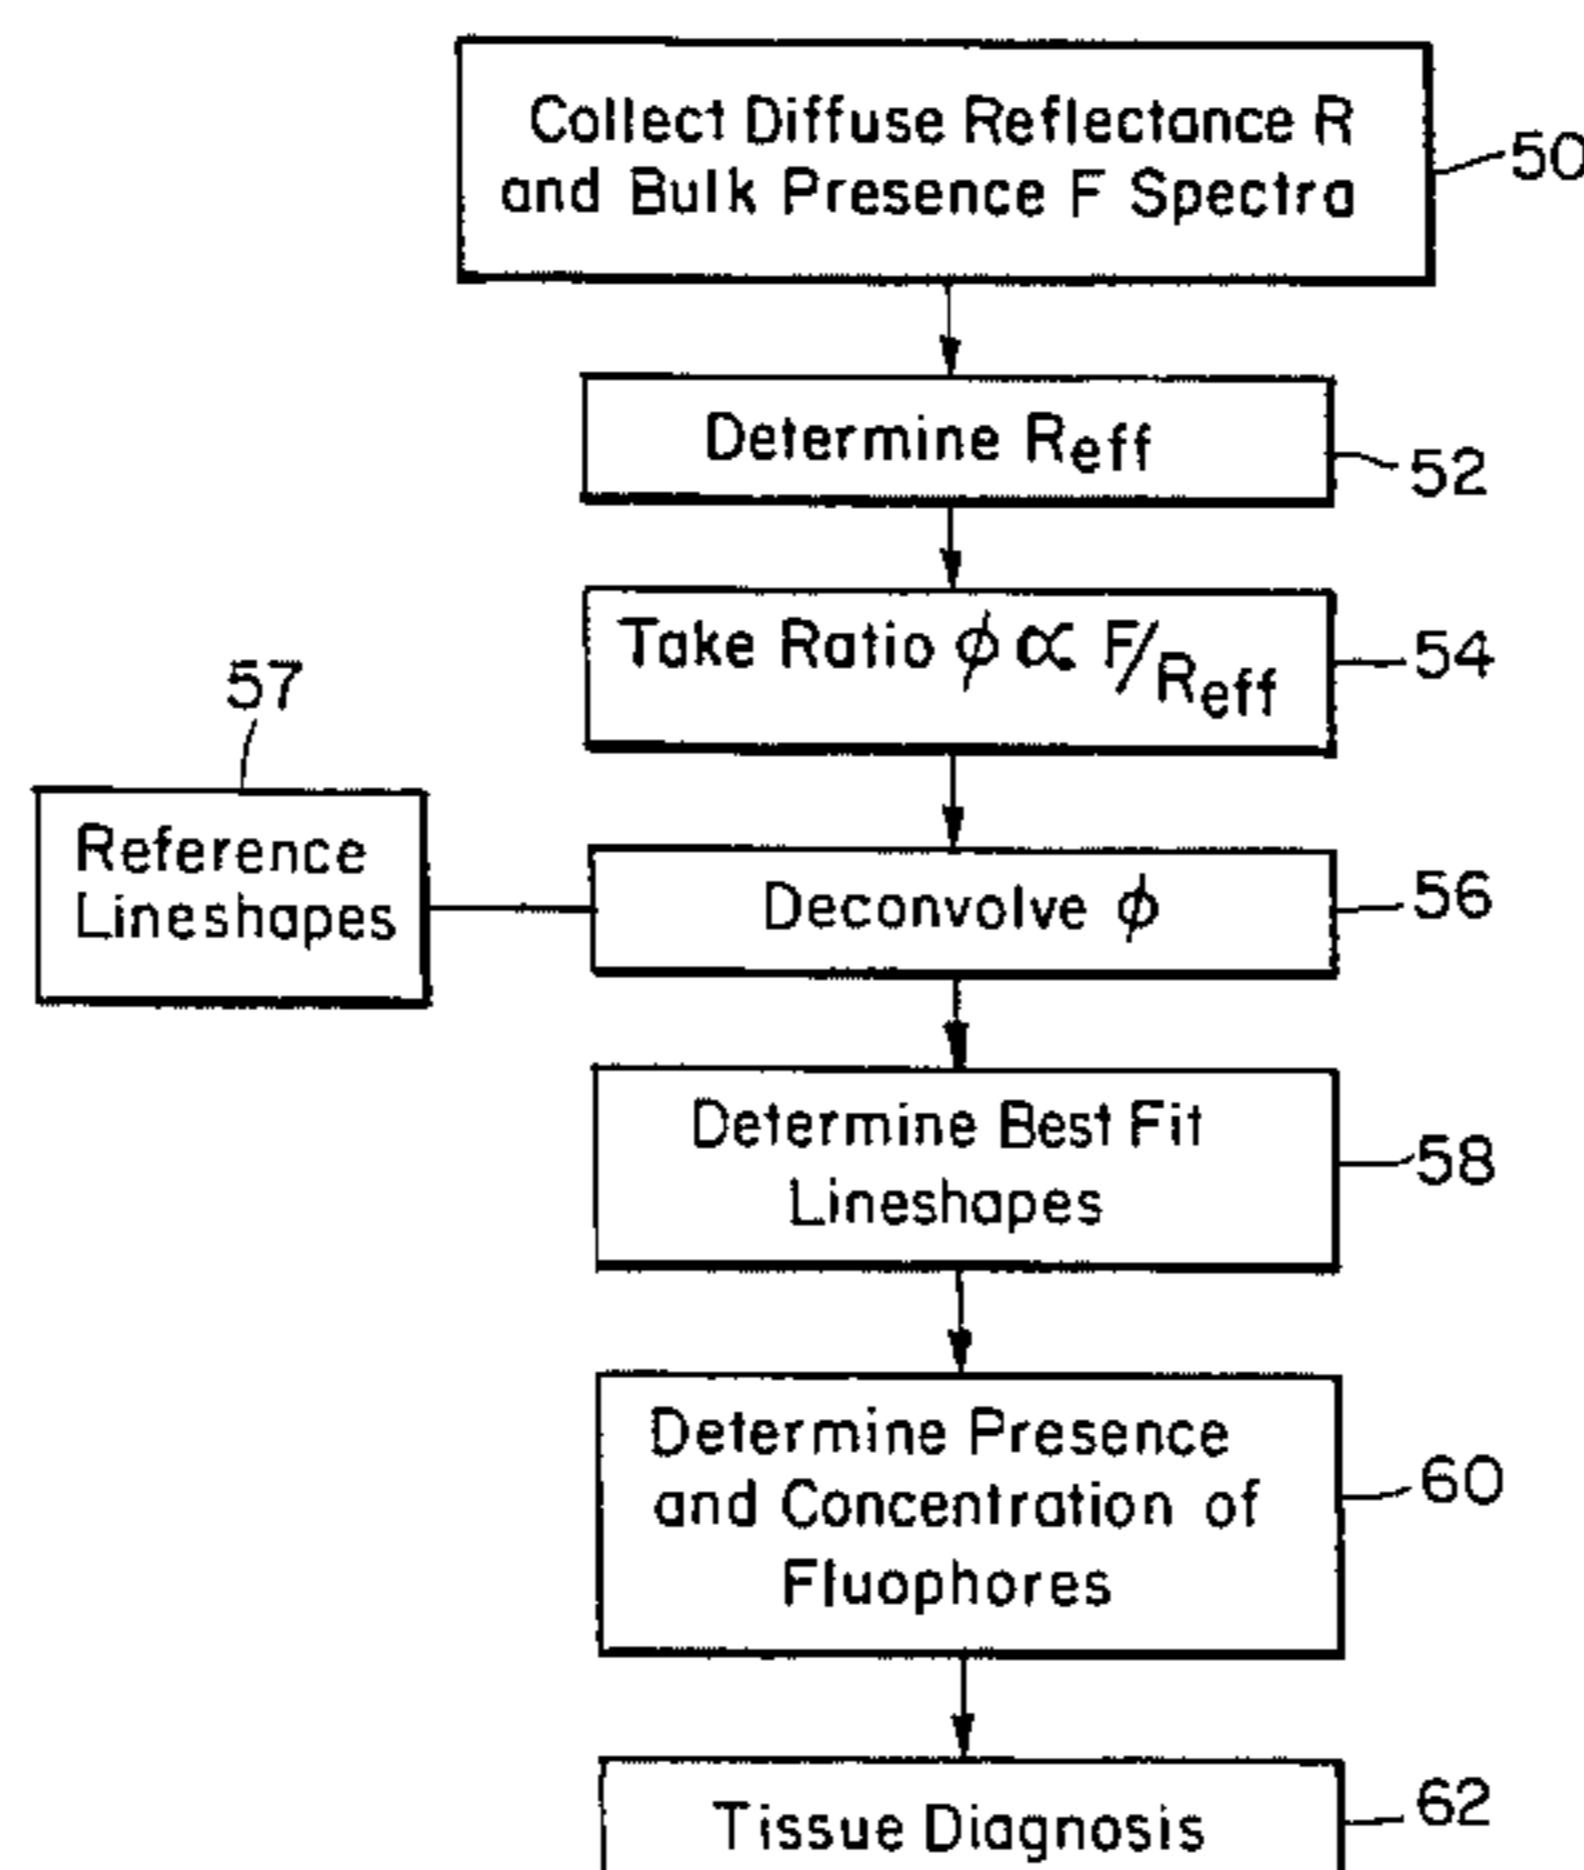 Collect Diffuse Reflectance R
and Bulk Presence F Spectra
50
Determine Reff
52
Take Ratio ϕ ∝ F/Reff
54
57
Reference
Lineshapes
Deconvolve ϕ
56
Determine Best Fit
Lineshapes
58
Determine Presence
and Concentration of
Fluophores
60
Tissue Diagnosis
62